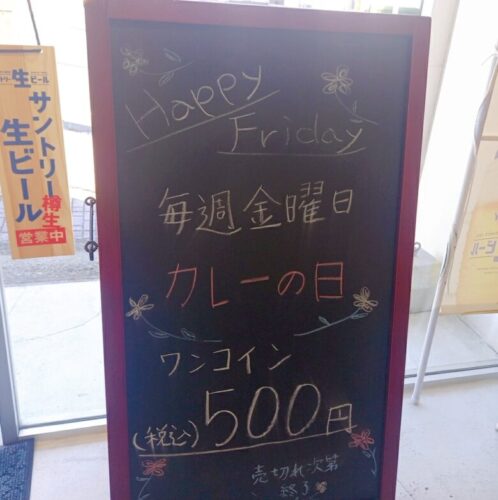 Happy
Friday
毎週金曜日
カレーの日
ワンコイン
(税込)500円
売切れ次第
終了
生
ビール
サントリー樽生
生ビール
営業中